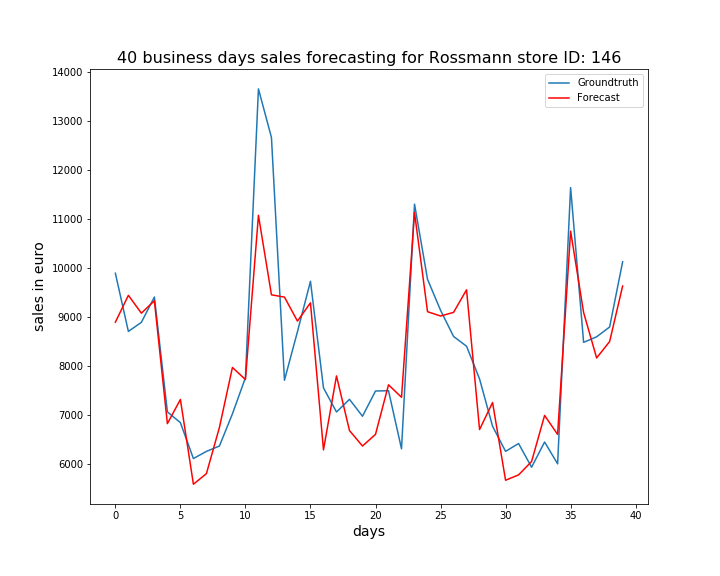 40 business days sales forecasting for Rossmann store ID: 146
Groundtruth
Forecast
14000
13000
12000
11000
10000
9000
8000
7000
6000
sales in euro
0 5 10 15 20 25 30 35 40
days